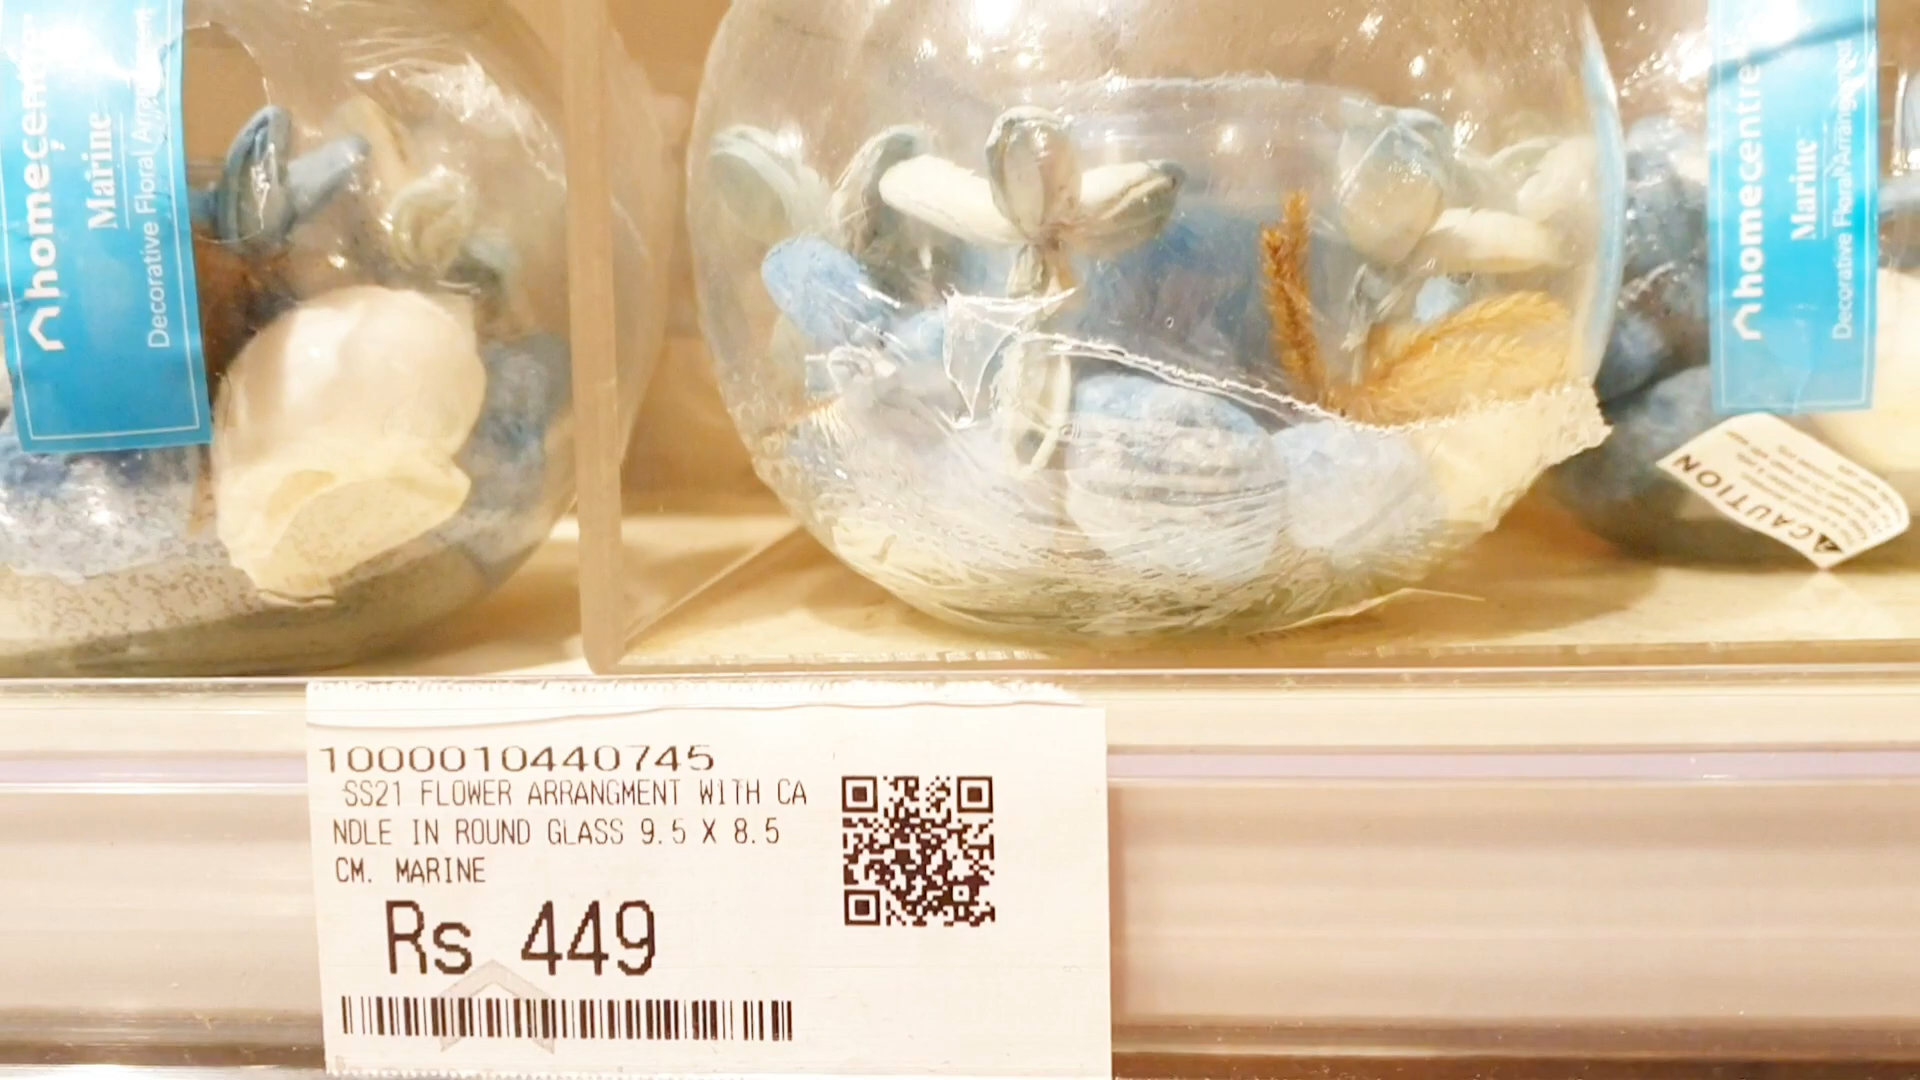 homecentre
Marine
Decorative Floral Arrangement
homecentre
Marine
Decorative Floral Arrangement
CAUTION
1000010440745
SS21 FLOWER ARRANGMENT WITH CA
NDLE IN ROUND GLASS 9.5 X 8.5
CM. MARINE
Rs 449